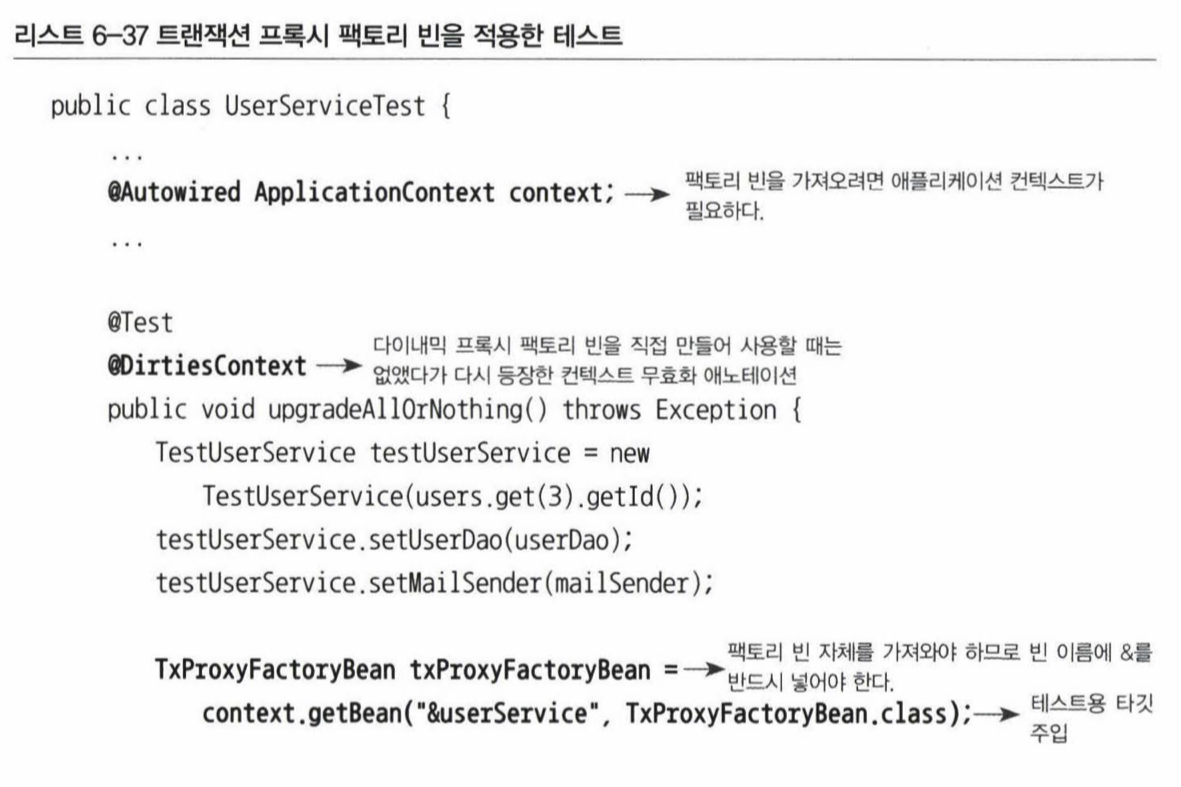 리스트 6-37 트랜잭션 프록시 팩토리 빈을 적용한 테스트
public class UserServiceTest {
...
@Autowired ApplicationContext context; → 팩토리 빈을 가져오려면 애플리케이션 컨텍스트가
필요하다.
...
@Test
@DirtiesContext → 다이내믹 프록시 팩토리 빈을 직접 만들어 사용할 때는
없앴다가 다시 등장한 컨텍스트 무효화 애노테이션
public void upgradeAllOrNothing() throws Exception {
TestUserService testUserService = new
TestUserService(users.get(3).getId());
testUserService.setUserDao(userDao);
testUserService.setMailSender(mailSender);
TxProxyFactoryBean txProxyFactoryBean = → 팩토리 빈 자체를 가져와야 하므로 빈 이름에 &를
반드시 넣어야 한다.
context.getBean("&userService", TxProxyFactoryBean.class); → 테스트용 타깃
주입